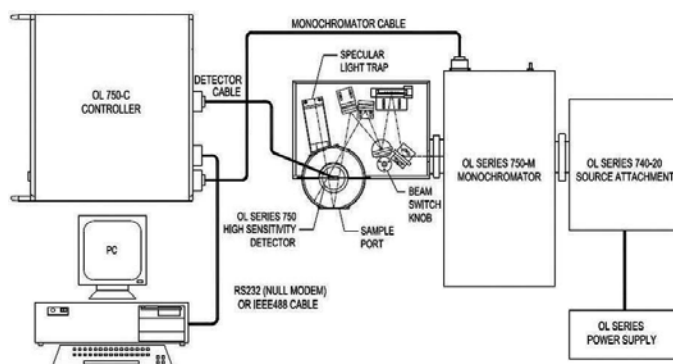 MONOCHROMATOR CABLE
SPECULAR
LIGHT TRAP
DETECTOR
CABLE
OL 750-C
CONTROLLER
OL SERIES 750-M
MONOCHROMATOR
OL SERIES 740-20
SOURCE ATTACHMENT
BEAM
SWITCH
KNOB
OL SERIES 750
HIGH SENSITIVITY
DETECTOR
SAMPLE
PORT
PC
RS232 (NULL MODEM)
OR IEEE488 CABLE
OL SERIES
POWER SUPPLY